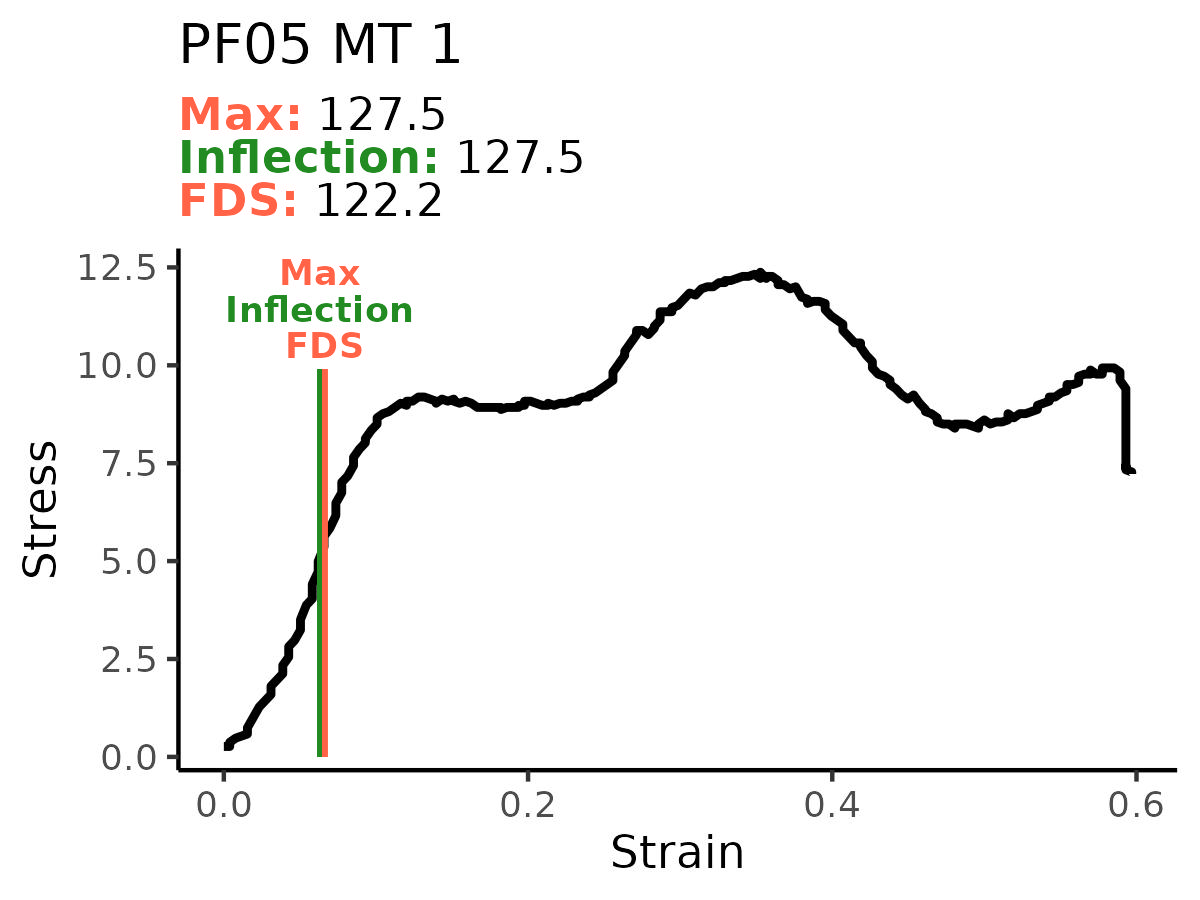 PF05 MT 1
Max: 127.5
Inflection: 127.5
FDS: 122.2
Max
Inflection
FDS
12.5
10.0
7.5
5.0
2.5
0.0
Stress
0.0 0.2 0.4 0.6
Strain